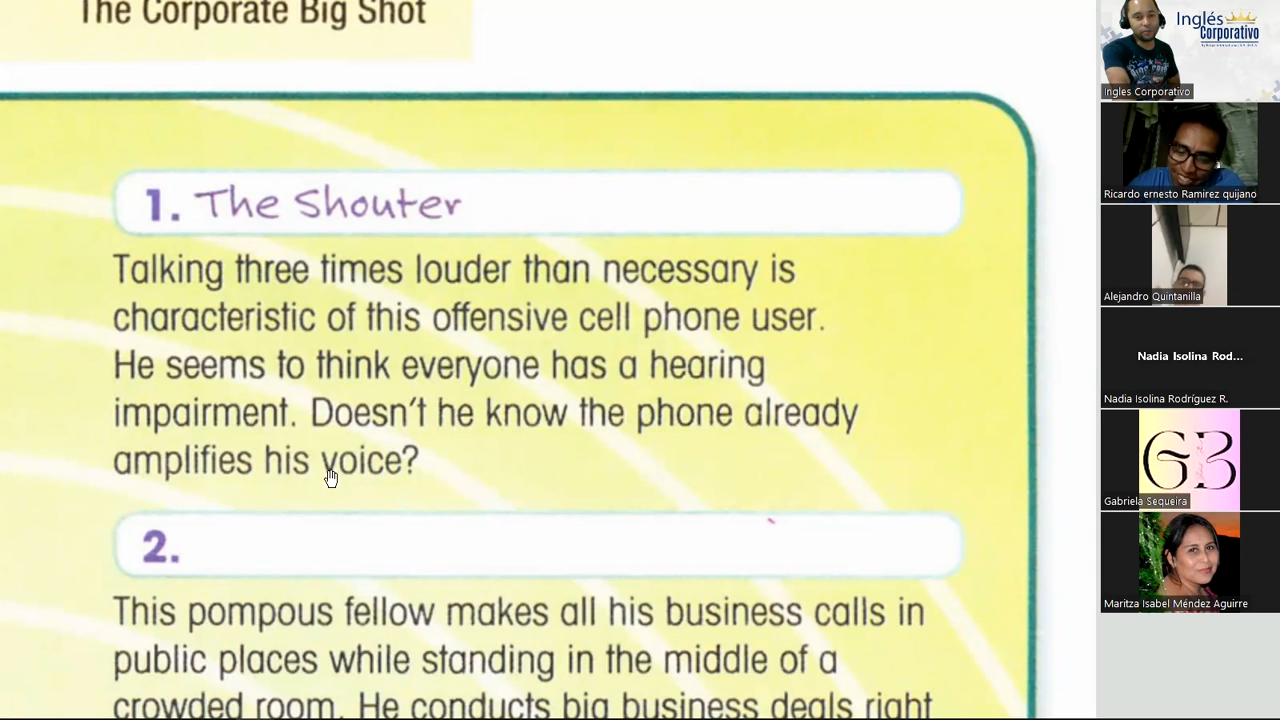 The Corporate Big Shot
1. The Shouter
Talking three times louder than necessary is
characteristic of this offensive cell phone user.
He seems to think everyone has a hearing
impairment. Doesn't he know the phone already
amplifies his voice?
2.
This pompous fellow makes all his business calls in
public places while standing in the middle of a
crowded room. He conducts big business deals right
Inglés
Corporativo
Ingles Corporativo
Ricardo ernesto Ramirez quijano
Alejandro Quintanilla
Nadia Isolina Rod...
Nadia Isolina Rodríguez R.
GB
Gabriela Sequeira
Maritza Isabel Méndez Aguirre